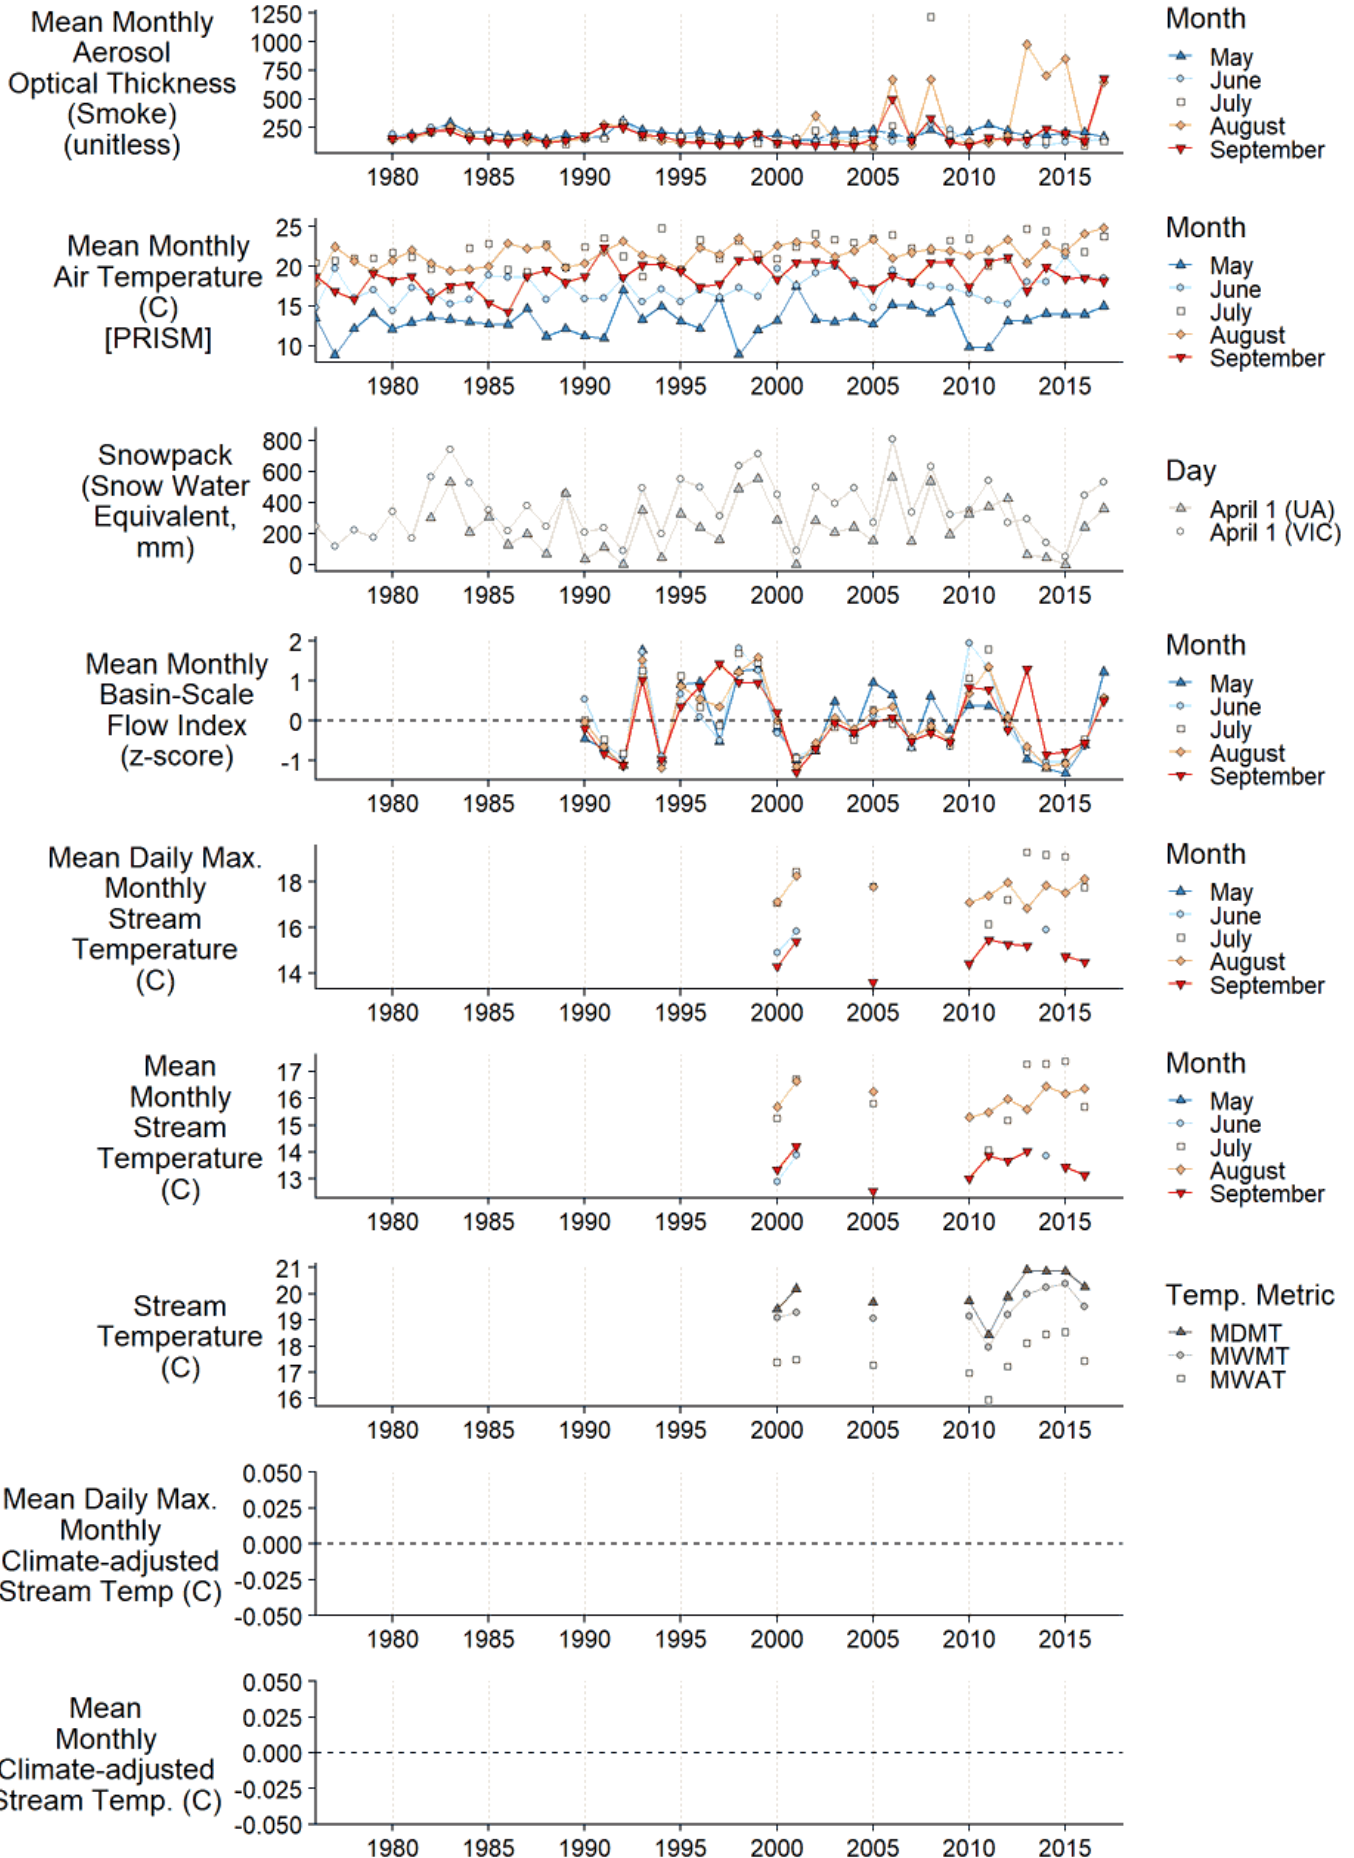 Mean Monthly
Aerosol
Optical Thickness
(Smoke)
(unitless)
1250
1000
750
500
250
1980 1985 1990 1995 2000 2005 2010 2015
Month
May
June
July
August
September
Mean Monthly
Air Temperature
(C)
[PRISM]
25
20
15
10
1980 1985 1990 1995 2000 2005 2010 2015
Month
May
June
July
August
September
Snowpack
(Snow Water
Equivalent,
mm)
800
600
400
200
0
1980 1985 1990 1995 2000 2005 2010 2015
Day
April 1 (UA)
April 1 (VIC)
Mean Monthly
Basin-Scale
Flow Index
(z-score)
2
1
0
-1
1980 1985 1990 1995 2000 2005 2010 2015
Month
May
June
July
August
September
Mean Daily Max.
Monthly
Stream
Temperature
(C)
18
16
14
1980 1985 1990 1995 2000 2005 2010 2015
Month
May
June
July
August
September
Mean
Monthly
Stream
Temperature
(C)
17
16
15
14
13
1980 1985 1990 1995 2000 2005 2010 2015
Month
May
June
July
August
September
Stream
Temperature
(C)
21
20
19
18
17
16
1980 1985 1990 1995 2000 2005 2010 2015
Temp. Metric
MDMT
MWMT
MWAT
Mean Daily Max.
Monthly
Climate-adjusted
Stream Temp (C)
0.050
0.025
0.000
-0.025
-0.050
1980 1985 1990 1995 2000 2005 2010 2015
Mean
Monthly
Climate-adjusted
Stream Temp. (C)
0.050
0.025
0.000
-0.025
-0.050
1980 1985 1990 1995 2000 2005 2010 2015